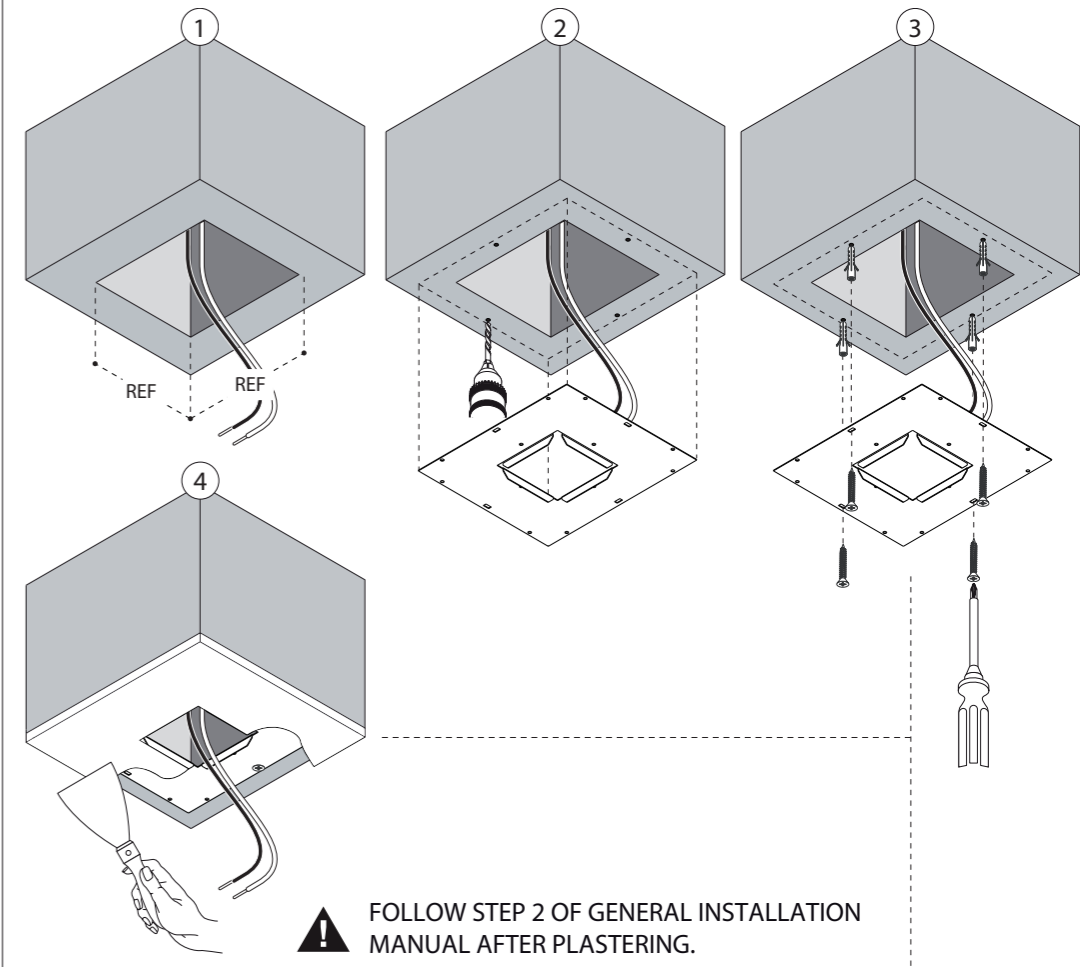 1
2
3
REF
REF
4
!
FOLLOW STEP 2 OF GENERAL INSTALLATION
MANUAL AFTER PLASTERING.